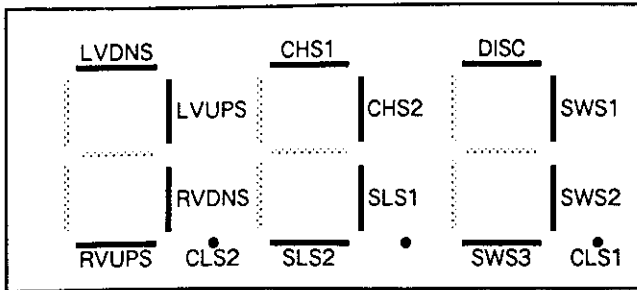 LVDNS CHS1 DISC
LVUPS CHS2 SWS1
RVDNS SLS1 SWS2
RVUPS CLS2 SLS2 SWS3 CLS1